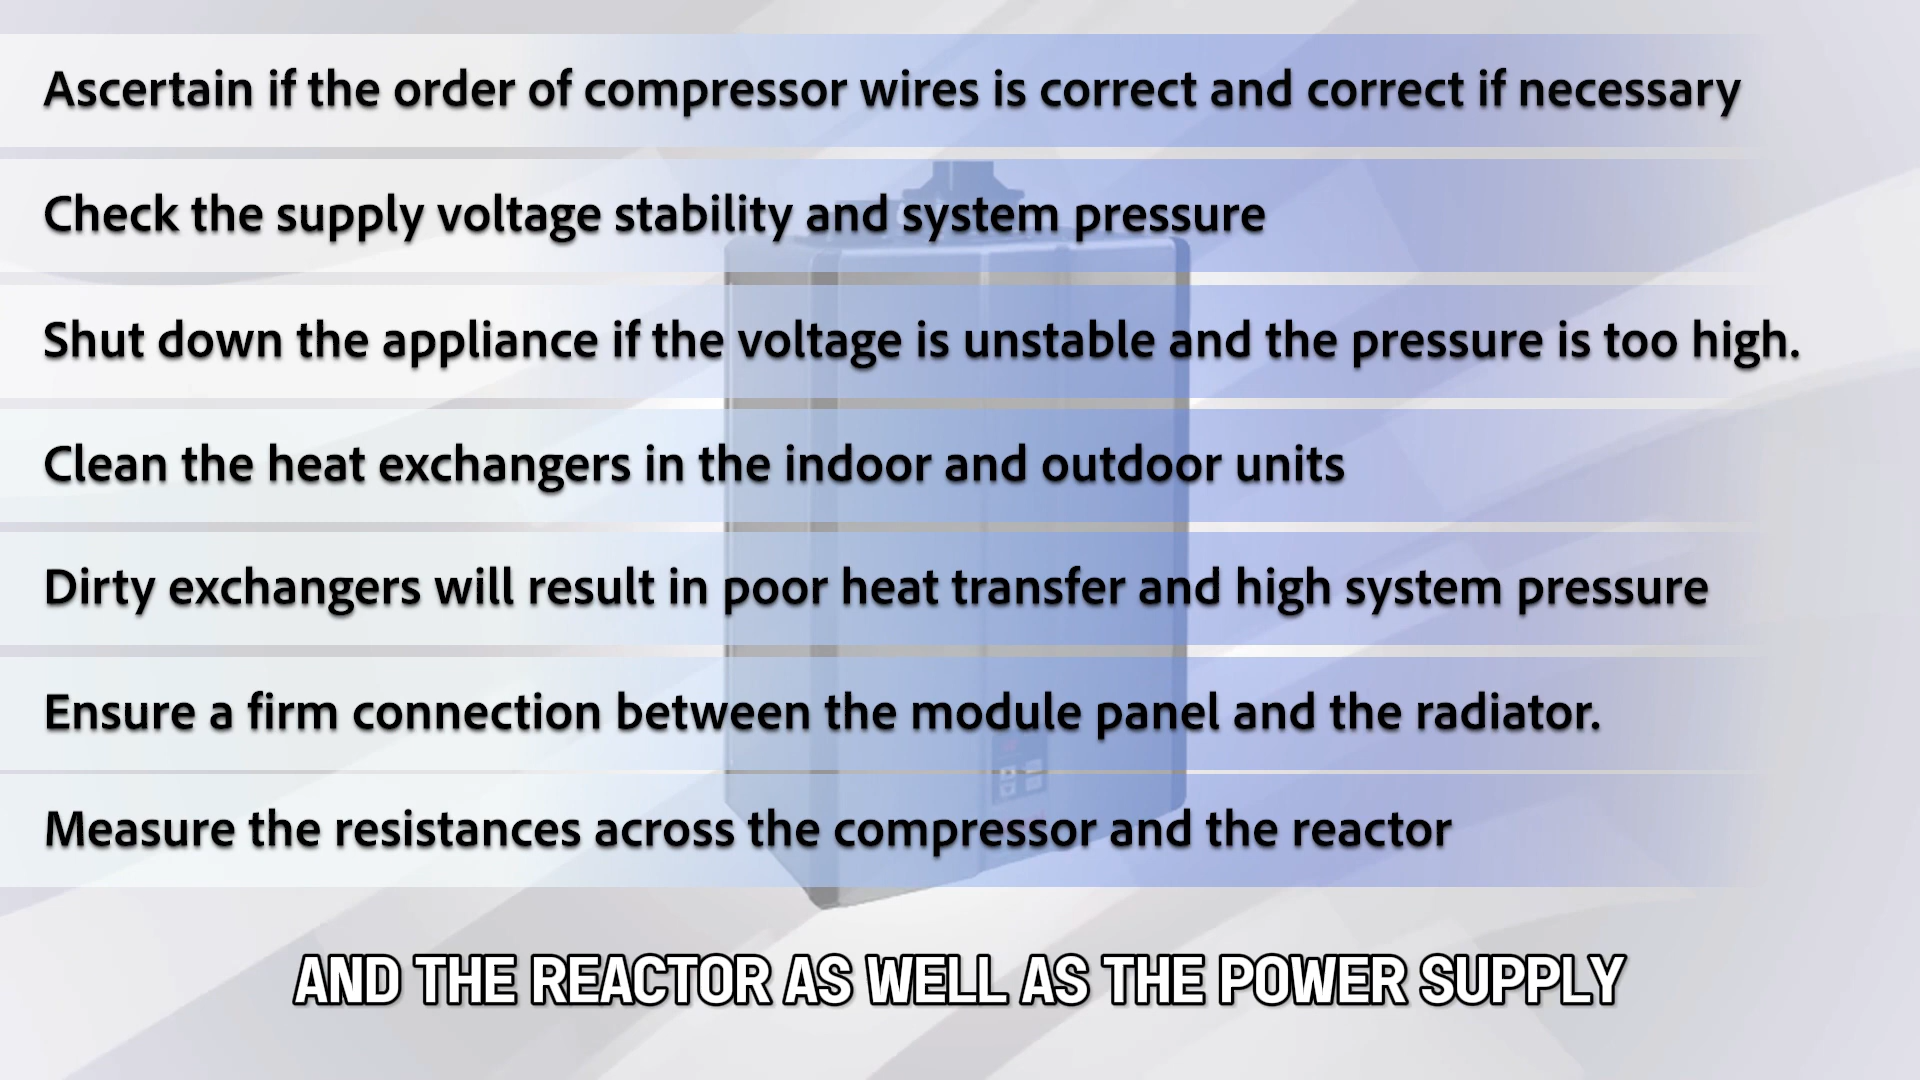 Ascertain if the order of compressor wires is correct and correct if necessary
Check the supply voltage stability and system pressure
Shut down the appliance if the voltage is unstable and the pressure is too high.
Clean the heat exchangers in the indoor and outdoor units
Dirty exchangers will result in poor heat transfer and high system pressure
Ensure a firm connection between the module panel and the radiator.
Measure the resistances across the compressor and the reactor
AND THE REACTOR AS WELL AS THE POWER SUPPLY